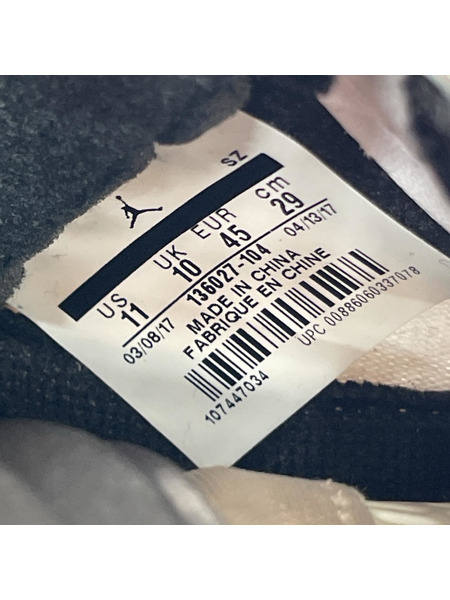 SZ
US UK EUR cm
11 10 45 29
03/08/17 136027-104 04/13/17
MADE IN CHINA
FABRIQUE EN CHINE
107447034
UPC 00886060337078